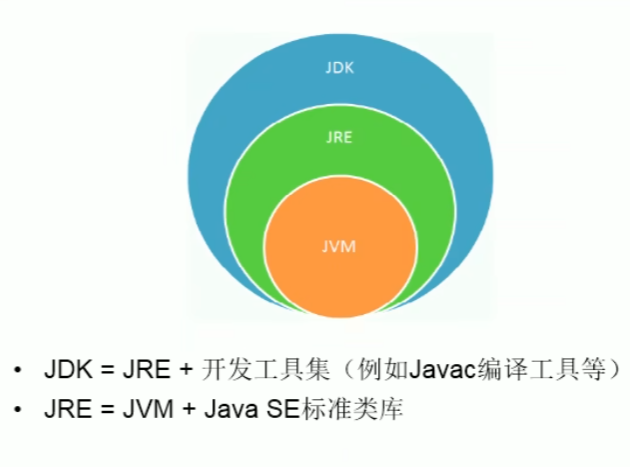 JDK
JRE
JVM
• JDK = JRE + 开发工具集（例如Javac编译工具等）
• JRE = JVM + Java SE标准类库